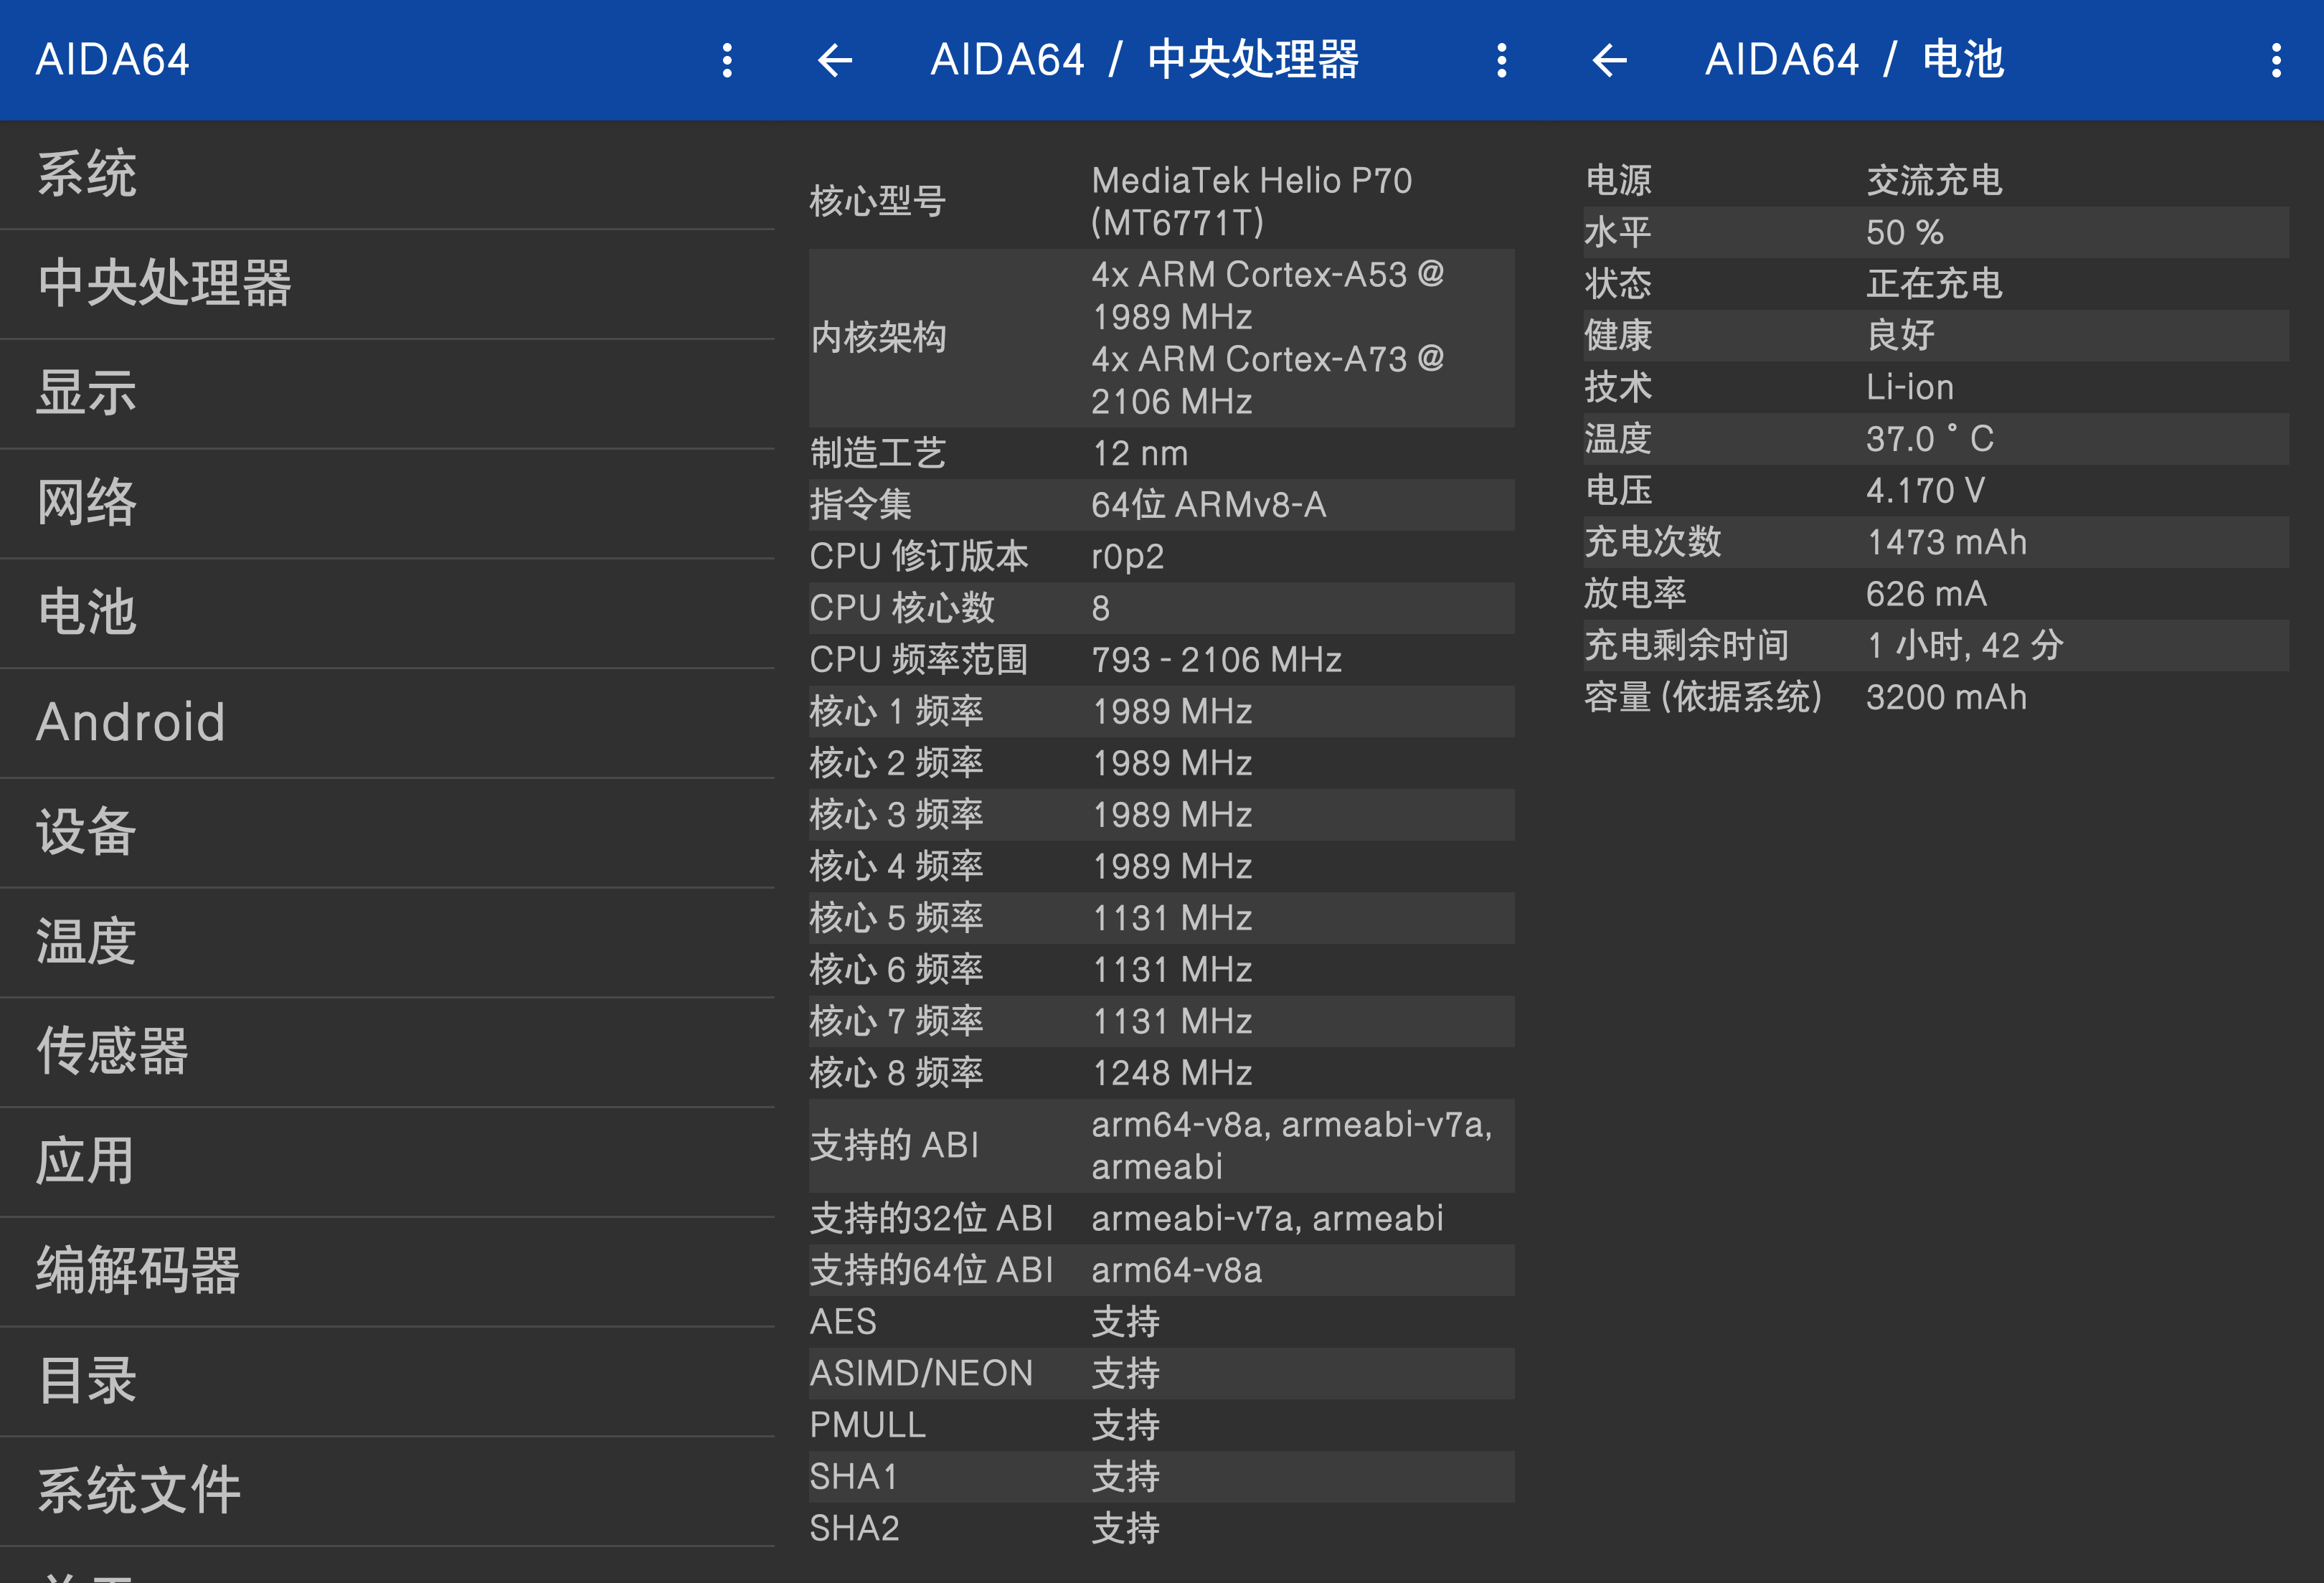 AIDA64
系统
中央处理器
显示
网络
电池
Android
设备
温度
传感器
应用
编解码器
目录
系统文件
AIDA64 / 中央处理器
核心型号 MediaTek Helio P70
(MT6771T)
内核架构 4x ARM Cortex-A53 @
1989 MHz
4x ARM Cortex-A73 @
2106 MHz
制造工艺 12 nm
指令集 64位 ARMv8-A
CPU 修订版本 r0p2
CPU 核心数 8
CPU 频率范围 793 - 2106 MHz
核心 1 频率 1989 MHz
核心 2 频率 1989 MHz
核心 3 频率 1989 MHz
核心 4 频率 1989 MHz
核心 5 频率 1131 MHz
核心 6 频率 1131 MHz
核心 7 频率 1131 MHz
核心 8 频率 1248 MHz
支持的 ABI arm64-v8a, armeabi-v7a,
armeabi
支持的32位 ABI armeabi-v7a, armeabi
支持的64位 ABI arm64-v8a
AES 支持
ASIMD/NEON 支持
PMULL 支持
SHA1 支持
SHA2 支持
AIDA64 / 电池
电源 交流充电
水平 50 %
状态 正在充电
健康 良好
技术 Li-ion
温度 37.0 ° C
电压 4.170 V
充电次数 1473 mAh
放电率 626 mA
充电剩余时间 1 小时, 42 分
容量 (依据系统) 3200 mAh